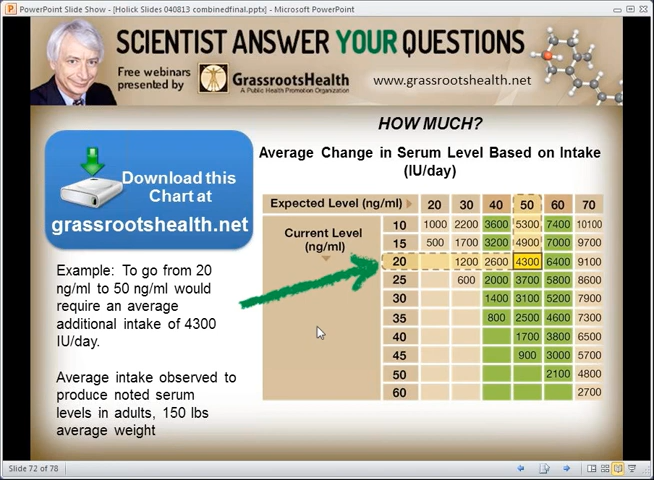 PowerPoint Slide Show - [Holick Slides 040813 combinedfinal.pptx] - Microsoft PowerPoint
SCIENTIST ANSWER YOUR QUESTIONS
Free webinars
presented by
GrassrootsHealth
A Public Health Promotion Organization
www.grassrootshealth.net
Download this
Chart at
grassrootshealth.net
Example: To go from 20
ng/ml to 50 ng/ml would
require an average
additional intake of 4300
IU/day.
Average intake observed to
produce noted serum
levels in adults, 150 lbs
average weight
HOW MUCH?
Average Change in Serum Level Based on Intake
(IU/day)
Expected Level (ng/ml) 20 30 40 50 60 70
Current Level
(ng/ml)
10 1000 2200 3600 5300 7400 10100
15 500 1700 3200 4900 7000 9700
20 1200 2600 4300 6400 9100
25 600 2000 3700 5800 8600
30 1400 3100 5200 7900
35 800 2500 4600 7300
40 1700 3800 6500
45 900 3000 5700
50 2100 4800
60 2700
Slide 72 of 78